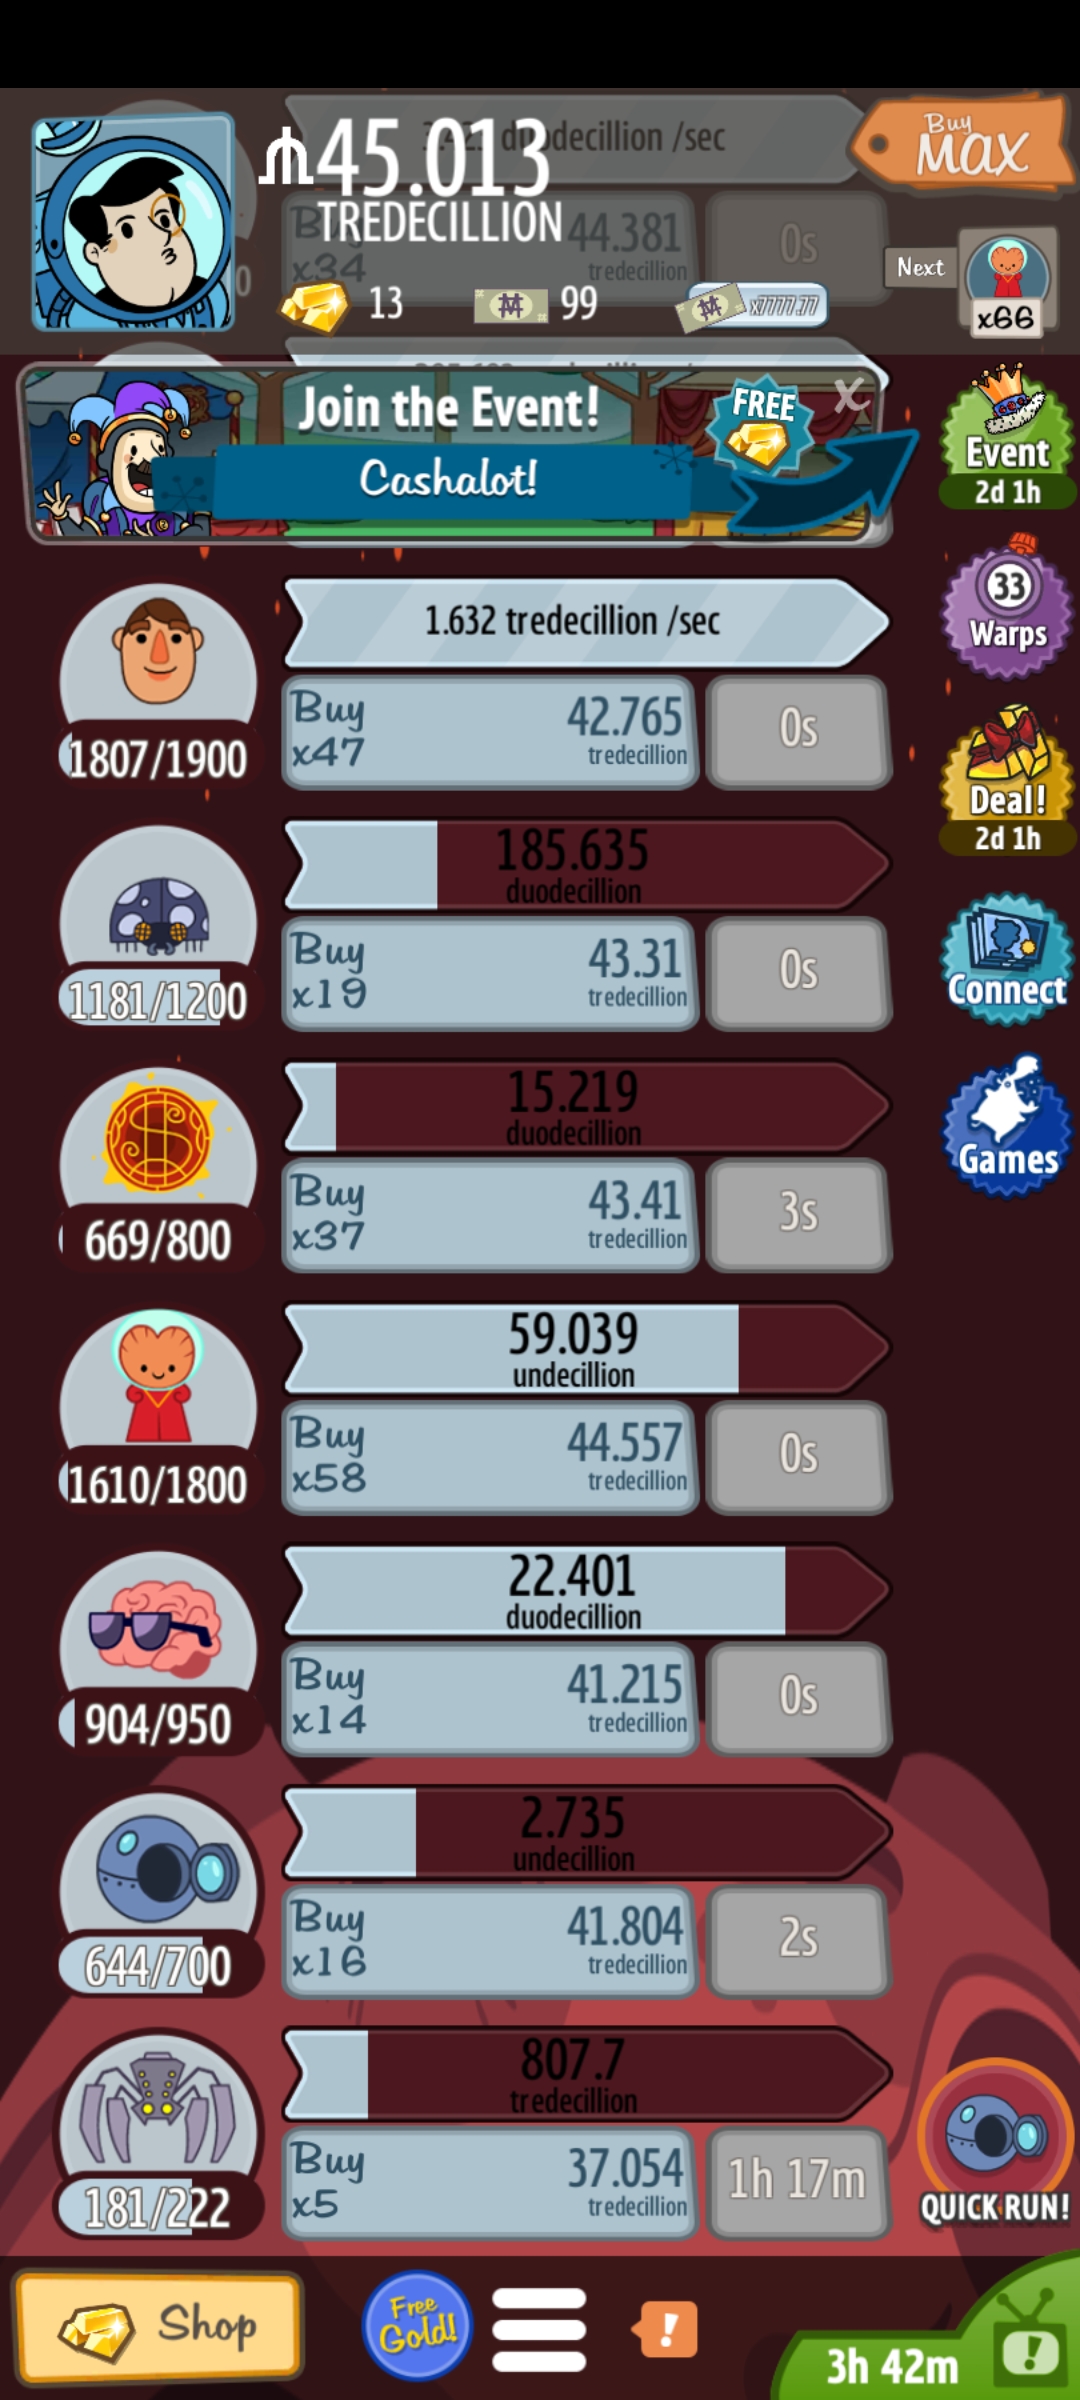 duodecillion /sec
₥45.013
TREDECILLION
Buy
MAX
x34
44.381
tredecillion
0s
13
99
x7777.77
Next
x66
Join the Event!
FREE
X
Cashalot!
Event
2d 1h
33
Warps
Deal!
2d 1h
Connect
Games
1.632 tredecillion /sec
1807/1900
Buy
x47
42.765
tredecillion
0s
185.635
duodecillion
1181/1200
Buy
x19
43.31
tredecillion
0s
15.219
duodecillion
669/800
Buy
x37
43.41
tredecillion
3s
59.039
undecillion
1610/1800
Buy
x58
44.557
tredecillion
0s
22.401
duodecillion
904/950
Buy
x14
41.215
tredecillion
0s
2.735
undecillion
644/700
Buy
x16
41.804
tredecillion
2s
807.7
tredecillion
181/222
Buy
x5
37.054
tredecillion
1h 17m
QUICK RUN!
Shop
Free
Gold!
!
3h 42m
!